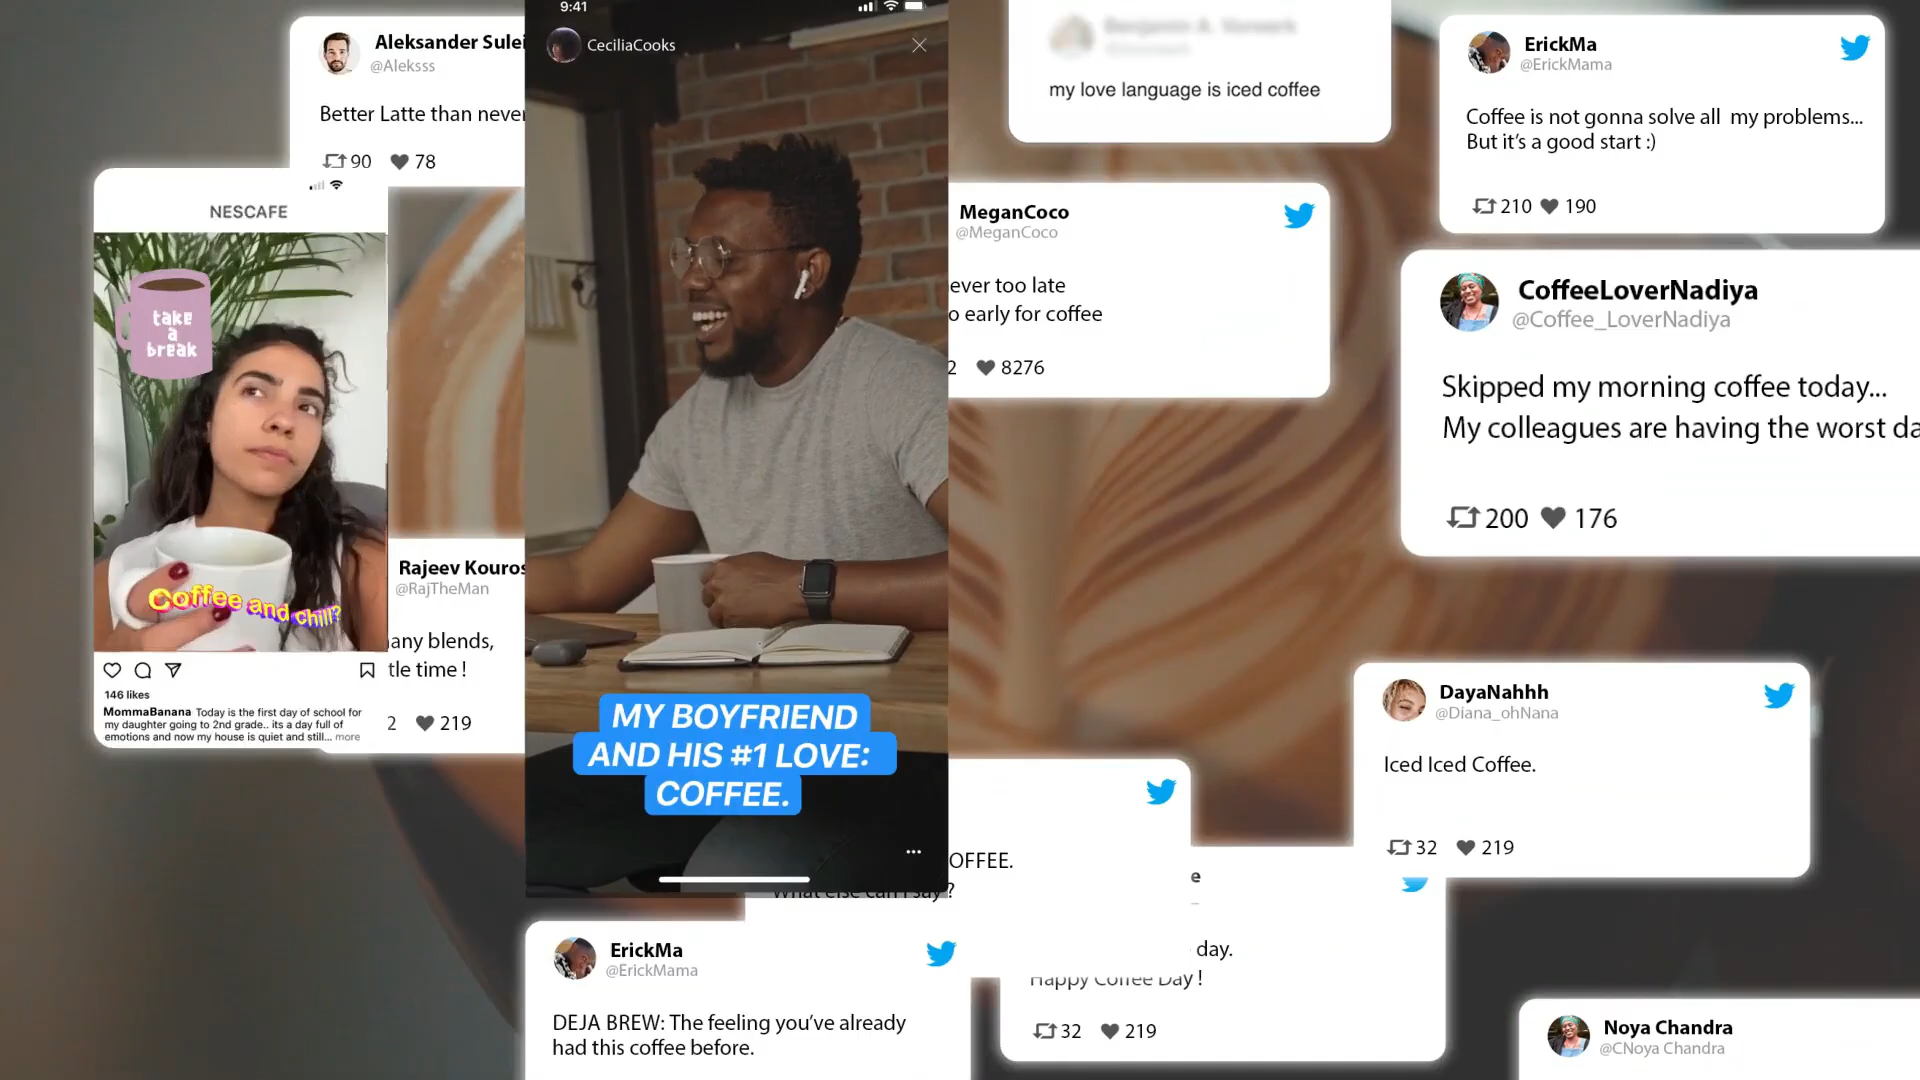 Aleksander Sulei
@Aleksss
Better Latte than never
90 78
NESCAFE
take
a
break
Coffee and chill?
146 likes
MommaBanana Today is the first day of school for
my daughter going to 2nd grade.. its a day full of
emotions and now my house is quiet and still... more
Rajeev Kouros
@RajTheMan
any blends,
tle time !
2 219
9:41
CeciliaCooks
MY BOYFRIEND
AND HIS #1 LOVE:
COFFEE.
my love language is iced coffee
MeganCoco
@MeganCoco
ever too late
o early for coffee
2 8276
ErickMa
@ErickMama
Coffee is not gonna solve all my problems...
But it’s a good start :)
210 190
CoffeeLoverNadiya
@Coffee_LoverNadiya
Skipped my morning coffee today...
My colleagues are having the worst da
200 176
DayaNahhh
@Diana_ohNana
Iced Iced Coffee.
32 219
OFFEE.
What else can I say ?
e
day.
Happy Coffee Day !
32 219
ErickMa
@ErickMama
DEJA BREW: The feeling you’ve already
had this coffee before.
Noya Chandra
@CNoya Chandra